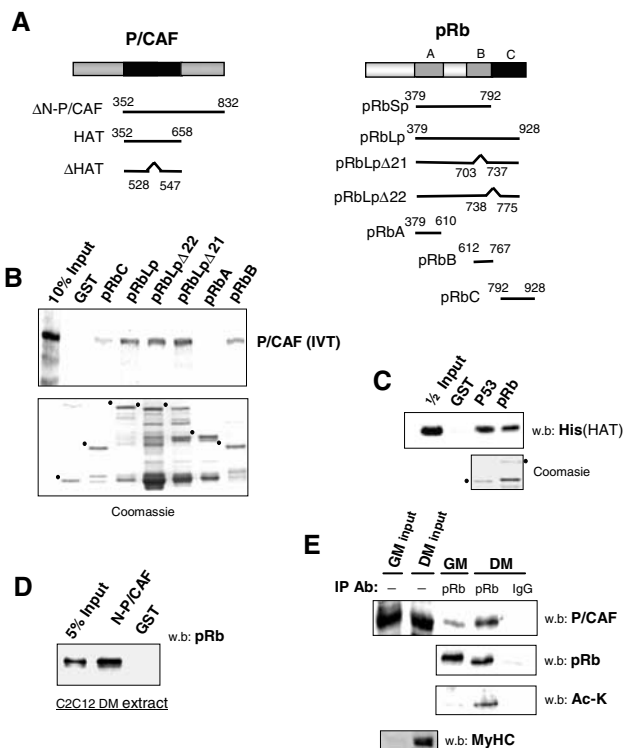 A
P/CAF
ΔN-P/CAF
352
832
HAT
352
658
ΔHAT
528
547
pRb
A
B
C
pRbSp
379
792
pRbLp
379
928
pRbLpΔ21
703
737
pRbLpΔ22
738
775
pRbA
379
610
pRbB
612
767
pRbC
792
928
B
10% Input
GST
pRbC
pRbLp
pRbLpΔ22
pRbLpΔ21
pRbA
pRbB
P/CAF (IVT)
Coomassie
C
½ Input
GST
P53
pRb
w.b: His(HAT)
Coomasie
D
5% Input
N-P/CAF
GST
w.b: pRb
C2C12 DM extract
E
GM input
DM input
GM
DM
IP Ab:
–
–
pRb
pRb
IgG
w.b: P/CAF
w.b: pRb
w.b: Ac-K
w.b: MyHC